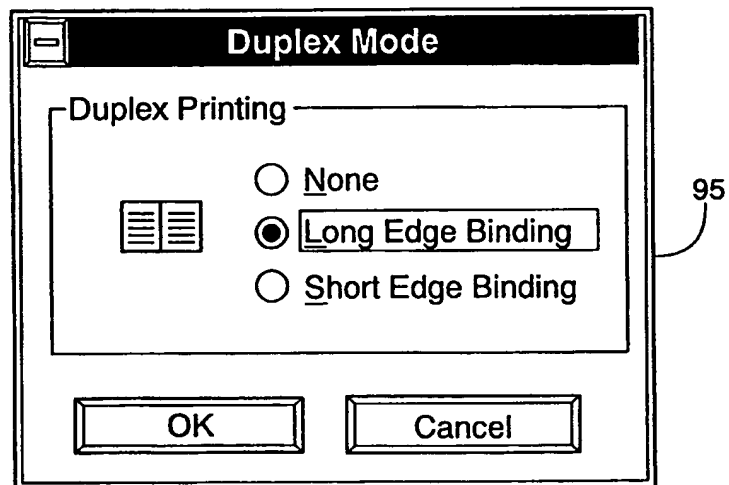 Duplex Mode
Duplex Printing
None
Long Edge Binding
Short Edge Binding
95
OK
Cancel